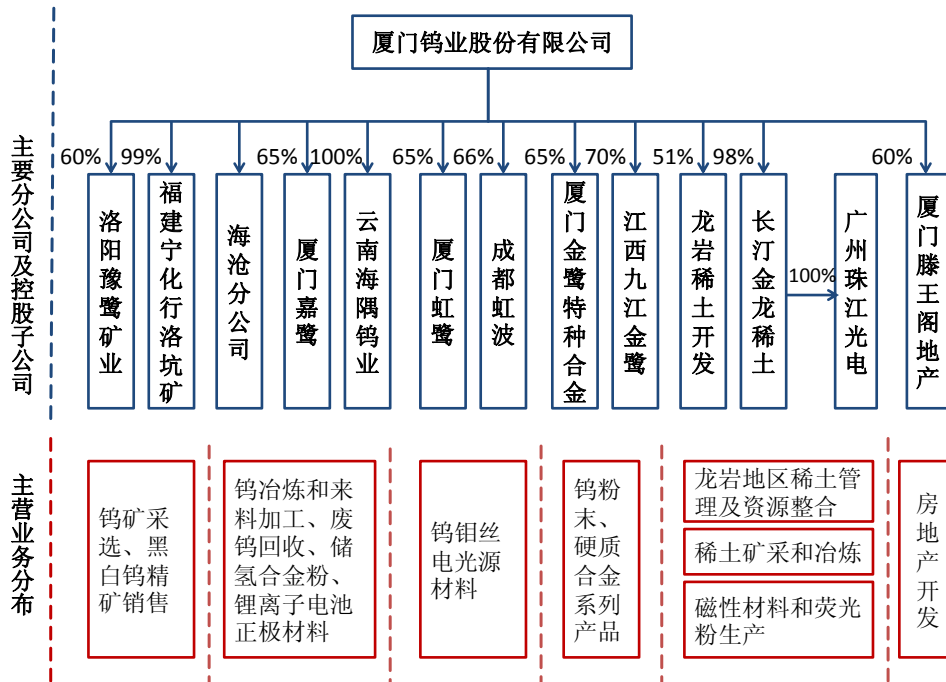 厦门钨业股份有限公司
主要分公司及控股子公司
60%
99%
65%
100%
65%
66%
65%
70%
51%
98%
60%
洛阳豫鹭矿业
福建宁化行洛坑矿
海沧分公司
厦门嘉鹭
云南海隅钨业
厦门虹鹭
成都虹波
厦门金鹭特种合金
江西九江金鹭
龙岩稀土开发
长汀金龙稀土
100%
广州珠江光电
厦门滕王阁地产
主营业务分布
钨矿采
选、黑
白钨精
矿销售
钨冶炼和来
料加工、废
钨回收、储
氢合金粉、
锂离子电池
正极材料
钨钼丝
电光源
材料
钨粉
末、
硬质
合金
系列
产品
龙岩地区稀土管
理及资源整合
稀土矿采和冶炼
磁性材料和荧光
粉生产
房地产开发